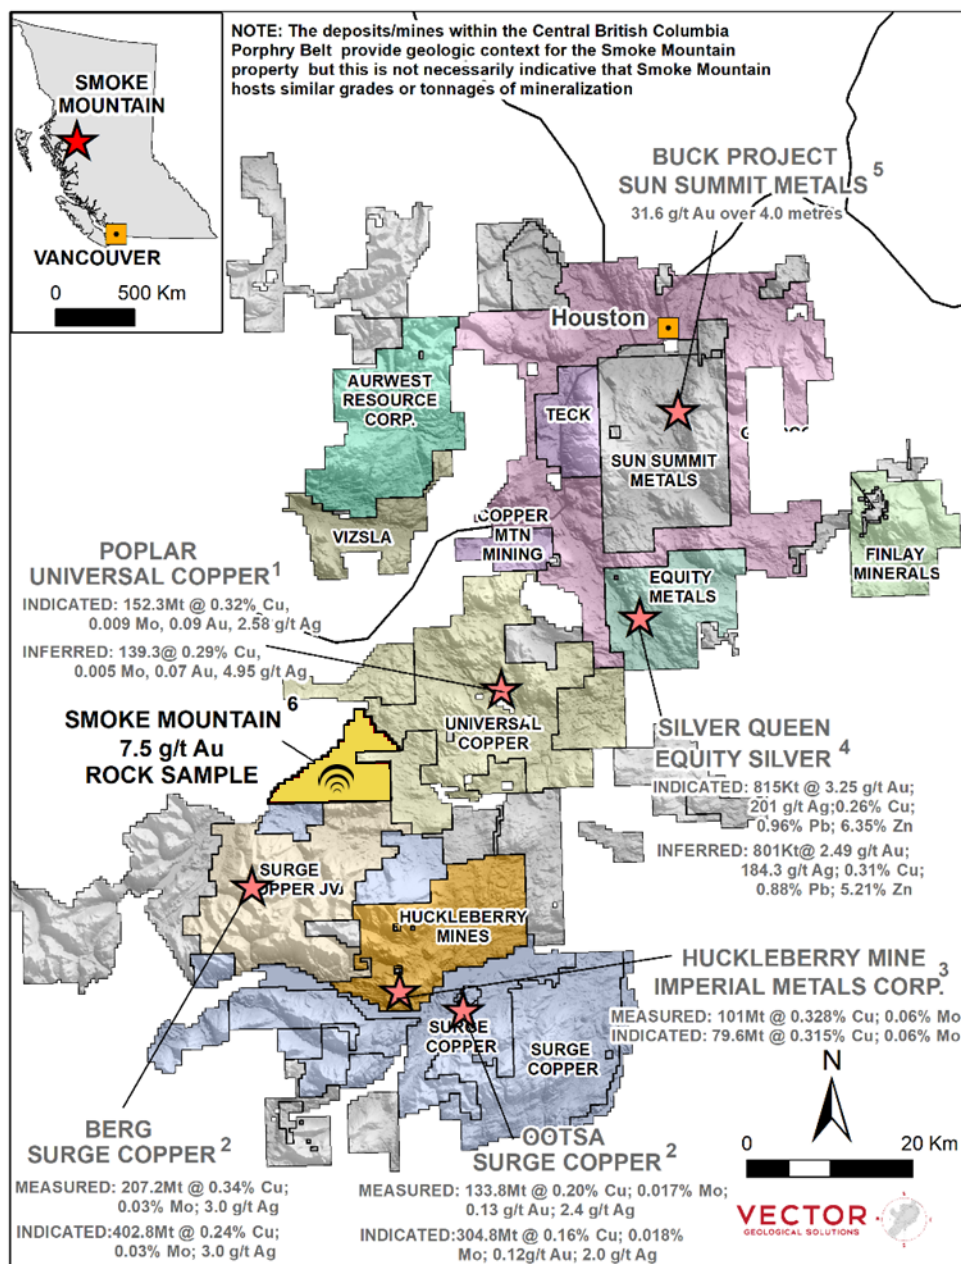 NOTE: The deposits/mines within the Central British Columbia
Porphry Belt provide geologic context for the Smoke Mountain
property but this is not necessarily indicative that Smoke Mountain
hosts similar grades or tonnages of mineralization
SMOKE
MOUNTAIN
VANCOUVER
0 500 Km
BUCK PROJECT
SUN SUMMIT METALS 5
31.6 g/t Au over 4.0 metres
Houston
AURWEST
RESOURCE
CORP.
TECK
SUN SUMMIT
METALS
VIZSLA
COPPER
MTN
MINING
FINLAY
MINERALS
EQUITY
METALS
POPLAR
UNIVERSAL COPPER 1
INDICATED: 152.3Mt @ 0.32% Cu,
0.009 Mo, 0.09 Au, 2.58 g/t Ag
INFERRED: 139.3@ 0.29% Cu,
0.005 Mo, 0.07 Au, 4.95 g/t Ag
UNIVERSAL
COPPER
SMOKE MOUNTAIN 6
7.5 g/t Au
ROCK SAMPLE
SILVER QUEEN
EQUITY SILVER 4
INDICATED: 815Kt @ 3.25 g/t Au;
201 g/t Ag;0.26% Cu;
0.96% Pb; 6.35% Zn
INFERRED: 801Kt@ 2.49 g/t Au;
184.3 g/t Ag; 0.31% Cu;
0.88% Pb; 5.21% Zn
SURGE
OPPER JV
HUCKLEBERRY
MINES
HUCKLEBERRY MINE
IMPERIAL METALS CORP. 3
MEASURED: 101Mt @ 0.328% Cu; 0.06% Mo
INDICATED: 79.6Mt @ 0.315% Cu; 0.06% Mo
SURGE
COPPER
SURGE
COPPER
N
0 20 Km
BERG
SURGE COPPER 2
MEASURED: 207.2Mt @ 0.34% Cu;
0.03% Mo; 3.0 g/t Ag
INDICATED:402.8Mt @ 0.24% Cu;
0.03% Mo; 3.0 g/t Ag
OOTSA
SURGE COPPER 2
MEASURED: 133.8Mt @ 0.20% Cu; 0.017% Mo;
0.13 g/t Au; 2.4 g/t Ag
INDICATED:304.8Mt @ 0.16% Cu; 0.018%
Mo; 0.12g/t Au; 2.0 g/t Ag
VECTOR
GEOLOGICAL SOLUTIONS